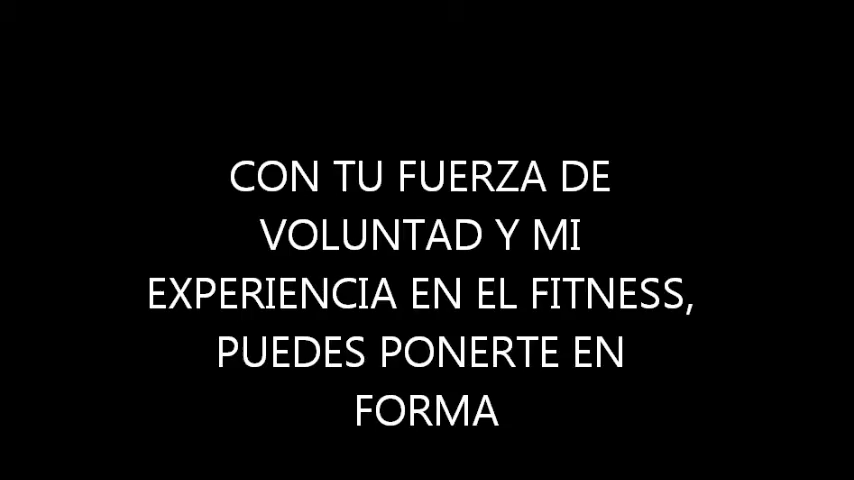 CON TU FUERZA DE
VOLUNTAD Y MI
EXPERIENCIA EN EL FITNESS,
PUEDES PONERTE EN
FORMA